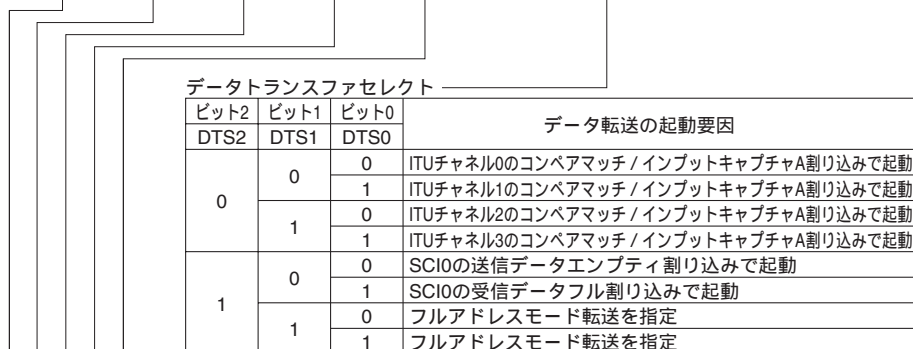 データトランスファセレクト
ビット2 ビット1 ビット0 データ転送の起動要因
DTS2 DTS1 DTS0
0 0 0 ITUチャネル0のコンペアマッチ / インプットキャプチャA割り込みで起動
1 ITUチャネル1のコンペアマッチ / インプットキャプチャA割り込みで起動
1 0 ITUチャネル2のコンペアマッチ / インプットキャプチャA割り込みで起動
1 ITUチャネル3のコンペアマッチ / インプットキャプチャA割り込みで起動
1 0 0 SCI0の送信データエンプティ割り込みで起動
1 SCI0の受信データフル割り込みで起動
1 0 フルアドレスモード転送を指定
1 フルアドレスモード転送を指定